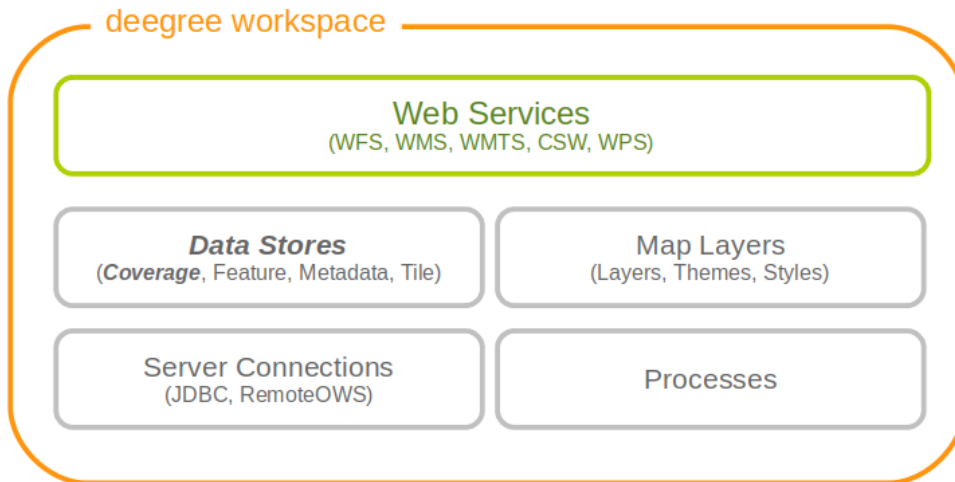 deegree workspace
Web Services
(WFS, WMS, WMTS, CSW, WPS)
Data Stores
(Coverage, Feature, Metadata, Tile)
Map Layers
(Layers, Themes, Styles)
Server Connections
(JDBC, RemoteOWS)
Processes